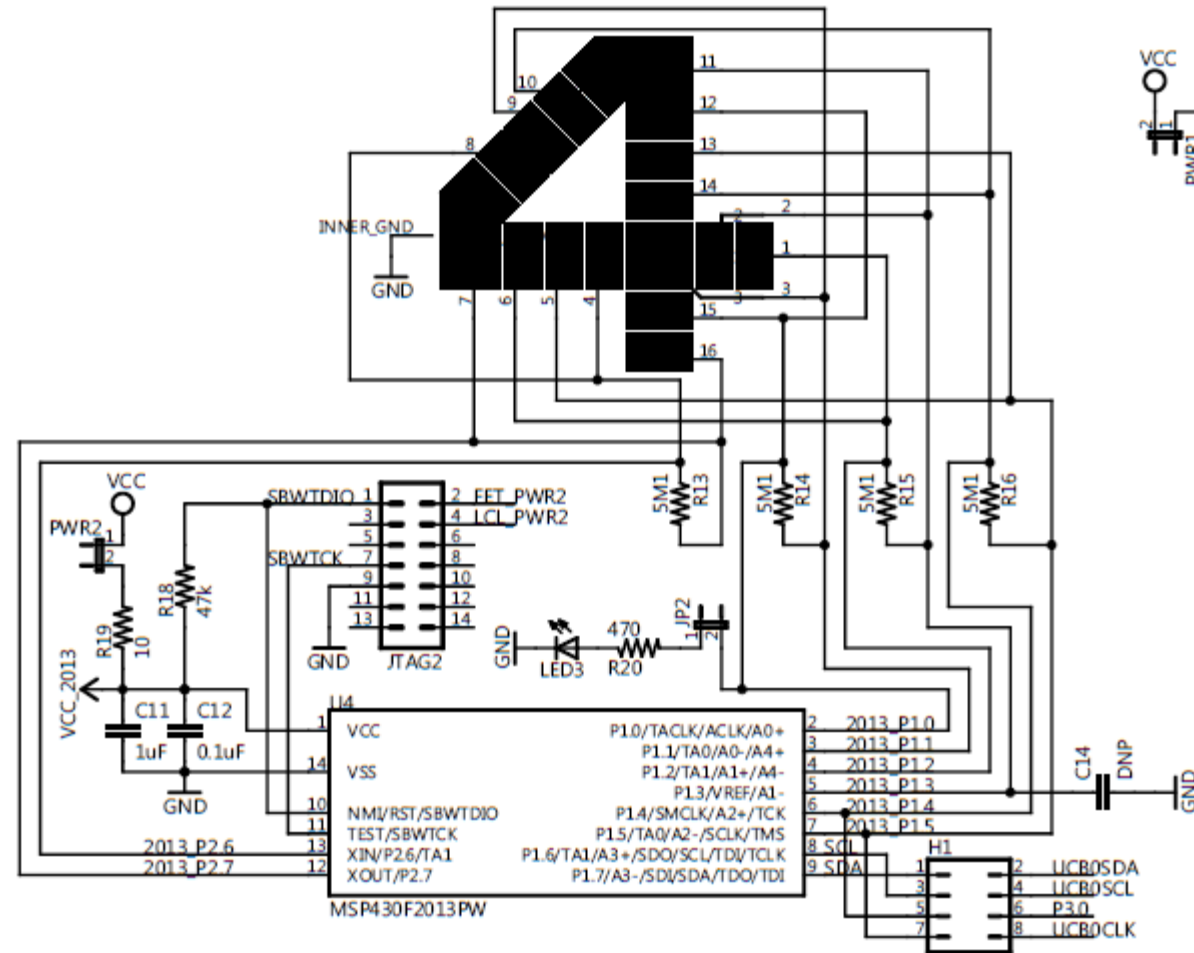 11
VCC
10
9
12
2 1
PWR1
8
13
14
2 2
INNER_GND
1
GND
7 6 5 4
3 3
15
16
VCC
SBWTDIO 1 2 FET_PWR2
3 4 LCL_PWR2
PWR2 1 2
5 6
SBWTCK 7 8
9 10
11 12
13 14
5M1 R13
5M1 R14
5M1 R15
5M1 R16
R18 47k
R19 10
GND
JTAG2
GND
LED3
470
R20
JP2
1 2
VCC_2013
C11
1uF
C12
0.1uF
GND
U4
1 VCC P1.0/TACLK/ACLK/A0+ 2 2013_P1.0
P1.1/TA0/A0-/A4+ 3 2013_P1.1
14 VSS P1.2/TA1/A1+/A4- 4 2013_P1.2
P1.3/VREF/A1- 5 2013_P1.3
10 NMI/RST/SBWTDIO P1.4/SMCLK/A2+/TCK 6 2013_P1.4
11 TEST/SBWTCK P1.5/TA0/A2-/SCLK/TMS 7 2013_P1.5
2013_P2.6 13 XIN/P2.6/TA1 P1.6/TA1/A3+/SDO/SCL/TDI/TCLK 8 SCL
2013_P2.7 12 XOUT/P2.7 P1.7/A3-/SDI/SDA/TDO/TDI 9 SDA
MSP430F2013PW
C14
DNP
GND
H1
1 2 UCB0SDA
3 4 UCB0SCL
5 6 P3.0
7 8 UCB0CLK